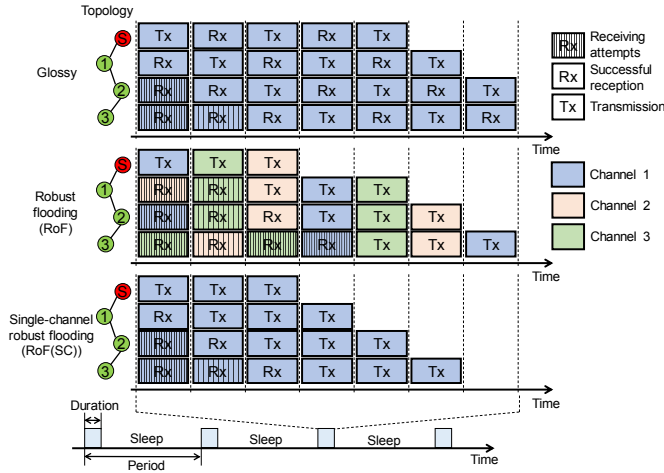 Topology
S Tx Rx Tx Rx Tx
1 Rx Tx Rx Tx Rx Tx
Glossy
2 Rx Rx Tx Rx Tx Rx Tx
3 Rx Rx Rx Tx Rx Tx Rx
Time
Rx Receiving attempts
Rx Successful reception
Tx Transmission
S Tx Tx Tx
1 Rx Rx Tx Tx Tx
Robust flooding (RoF)
2 Rx Rx Rx Tx Tx Tx
3 Rx Rx Rx Rx Tx Tx Tx
Time
Channel 1
Channel 2
Channel 3
S Tx Tx Tx
1 Rx Tx Tx Tx
Single-channel robust flooding (RoF(SC))
2 Rx Rx Tx Tx Tx
3 Rx Rx Rx Tx Tx Tx
Time
Duration
Sleep Sleep Sleep
Time
Period